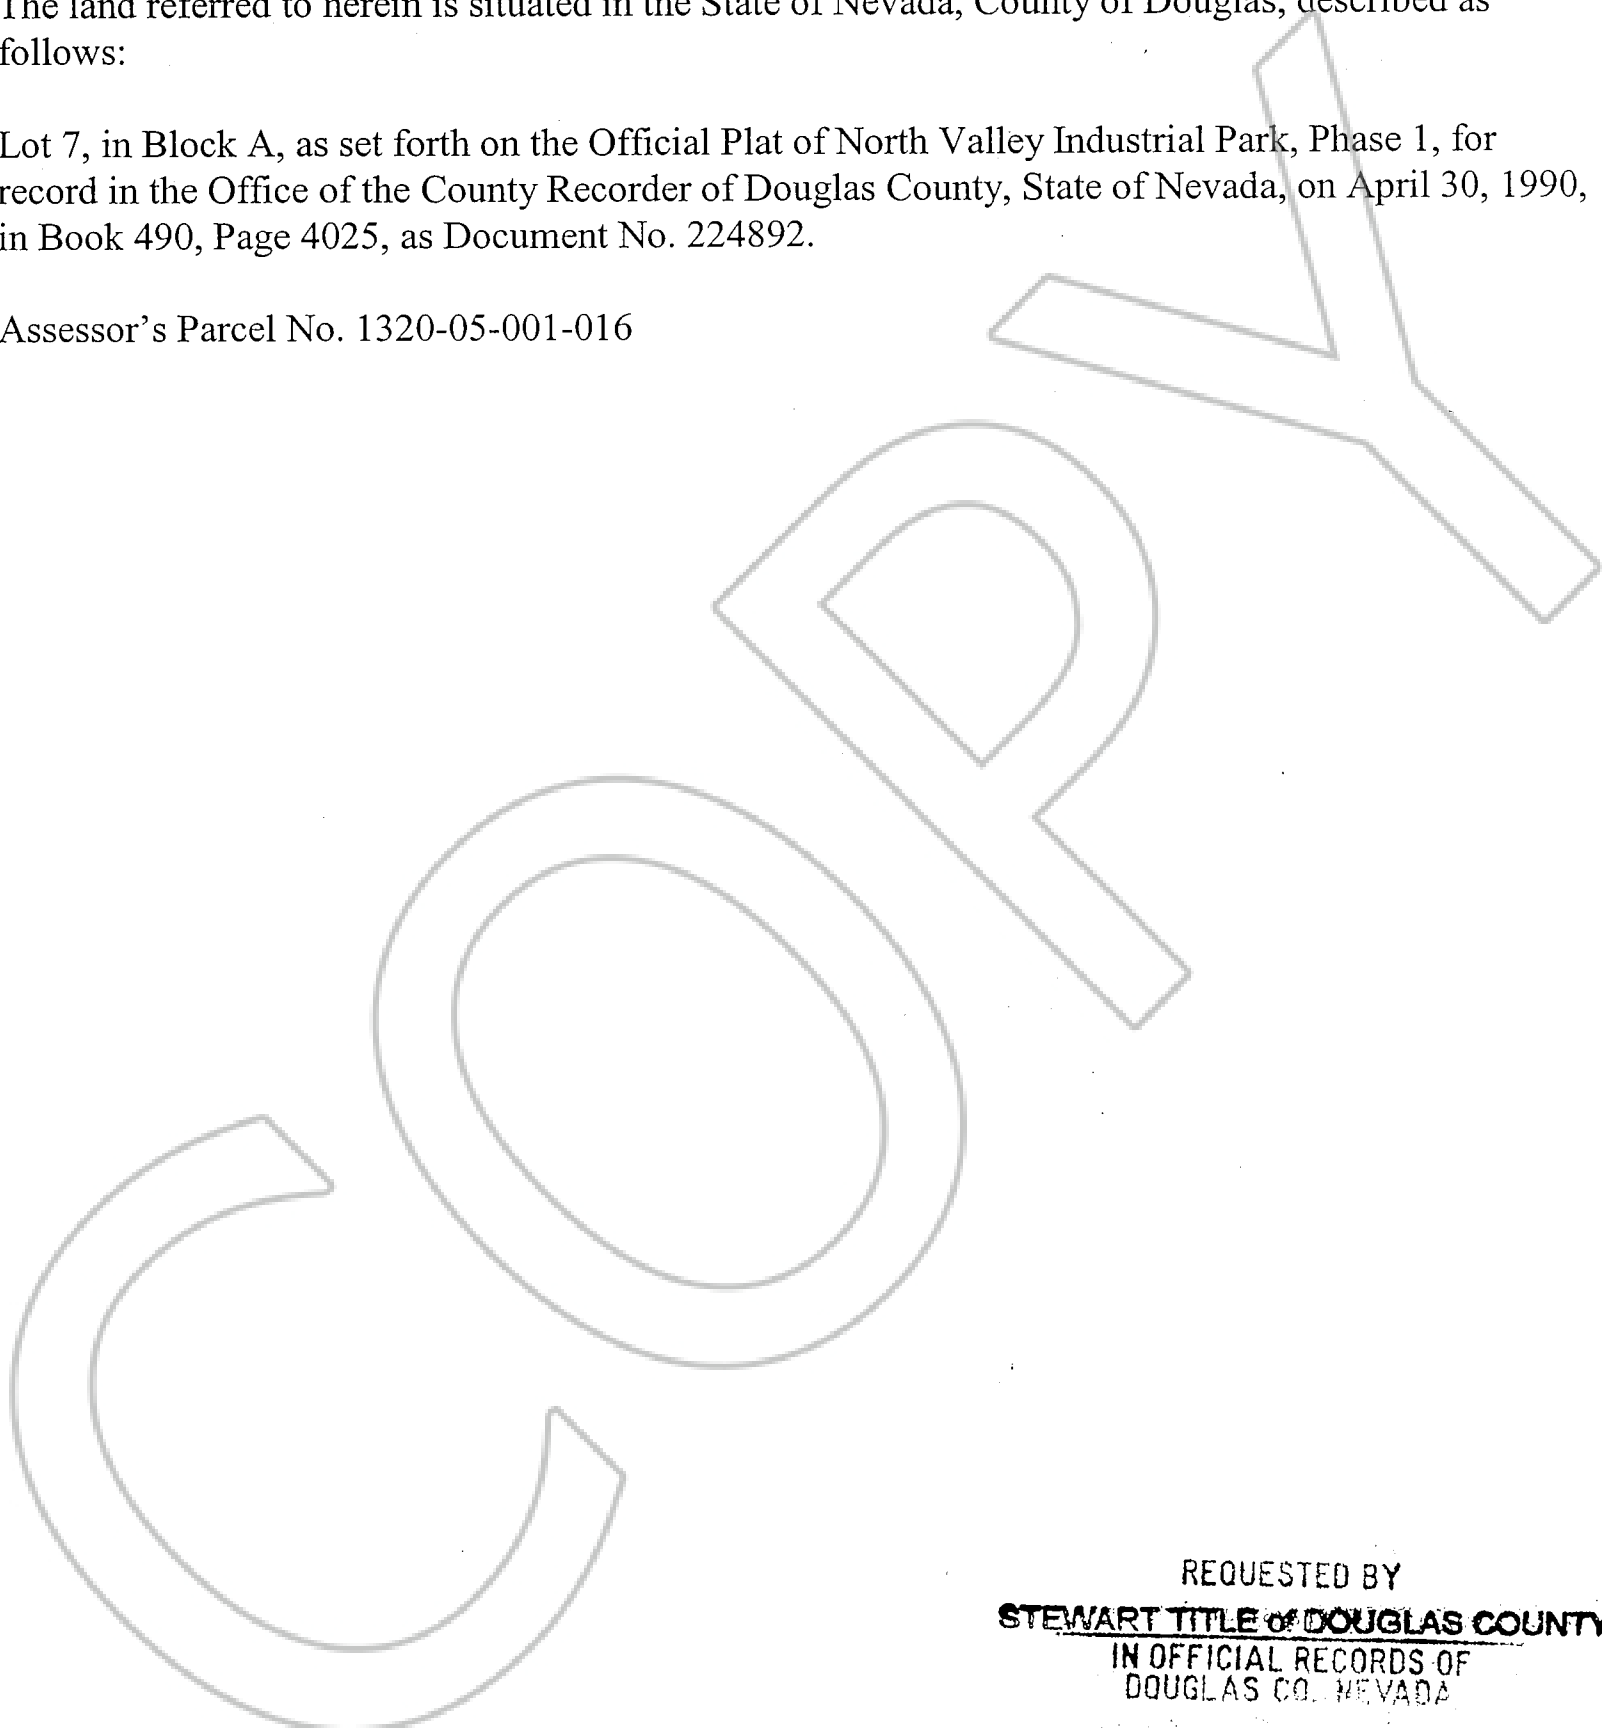 The land referred to herein is situated in the State of Nevada, County of Douglas, described as
follows:
Lot 7, in Block A, as set forth on the Official Plat of North Valley Industrial Park, Phase 1, for
record in the Office of the County Recorder of Douglas County, State of Nevada, on April 30, 1990,
in Book 490, Page 4025, as Document No. 224892.
Assessor's Parcel No. 1320-05-001-016
COPY
REQUESTED BY
STEWART TITLE of DOUGLAS COUNTY
IN OFFICIAL RECORDS OF
DOUGLAS CO. NEVADA